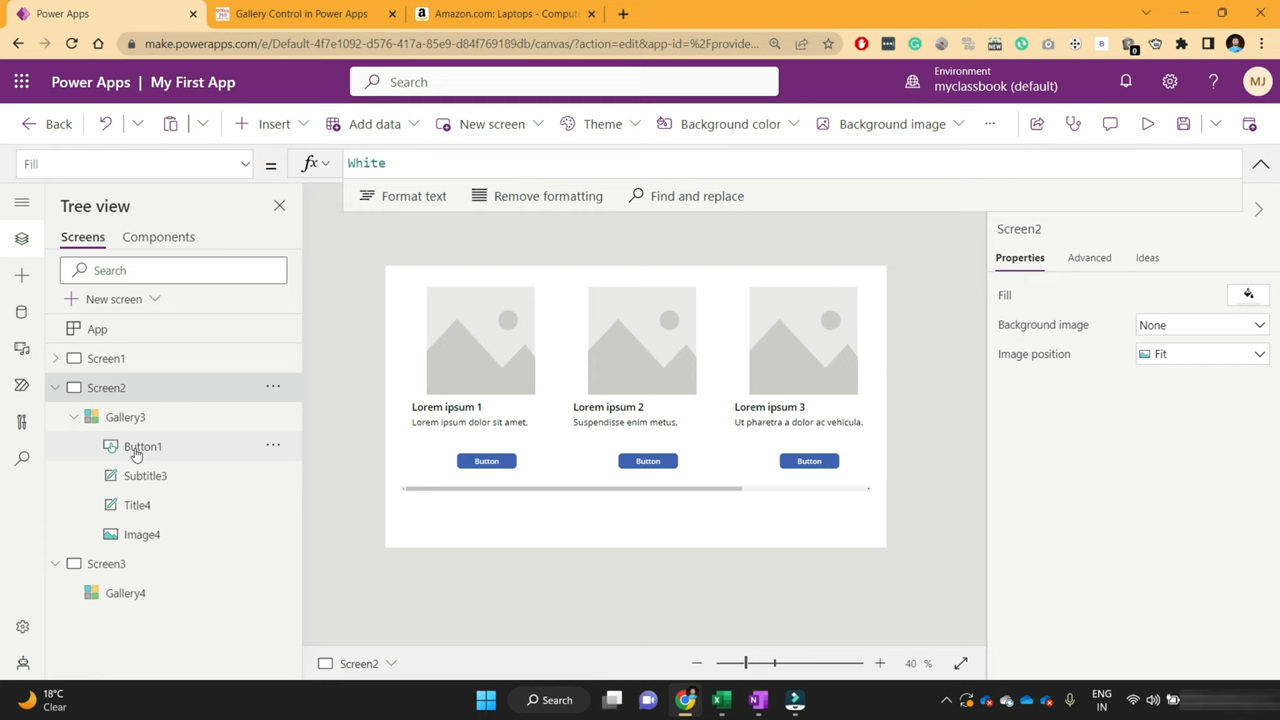 Power Apps
Gallery Control in Power Apps
Amazon.com: Laptops - Compute
make.powerapps.com/e/Default-4f7e1092-d576-417a-85e9-d84f769189db/canvas/?action=edit&app-id=%2Fprovide...
Power Apps | My First App
Search
Environment
myclassbook (default)
MJ
Back
Insert
Add data
New screen
Theme
Background color
Background image
Fill
=
fx
White
Format text
Remove formatting
Find and replace
Tree view
Screens
Components
Search
New screen
App
Screen1
Screen2
Gallery3
Button1
Subtitle3
Title4
Image4
Screen3
Gallery4
Lorem ipsum 1
Lorem ipsum dolor sit amet,
Button
Lorem ipsum 2
Suspendisse enim metus,
Button
Lorem ipsum 3
Ut pharetra a dolor ac vehicula.
Button
Screen2
40 %
Screen2
Properties
Advanced
Ideas
Fill
Background image
None
Image position
Fit
18°C
Clear
Search
ENG
IN